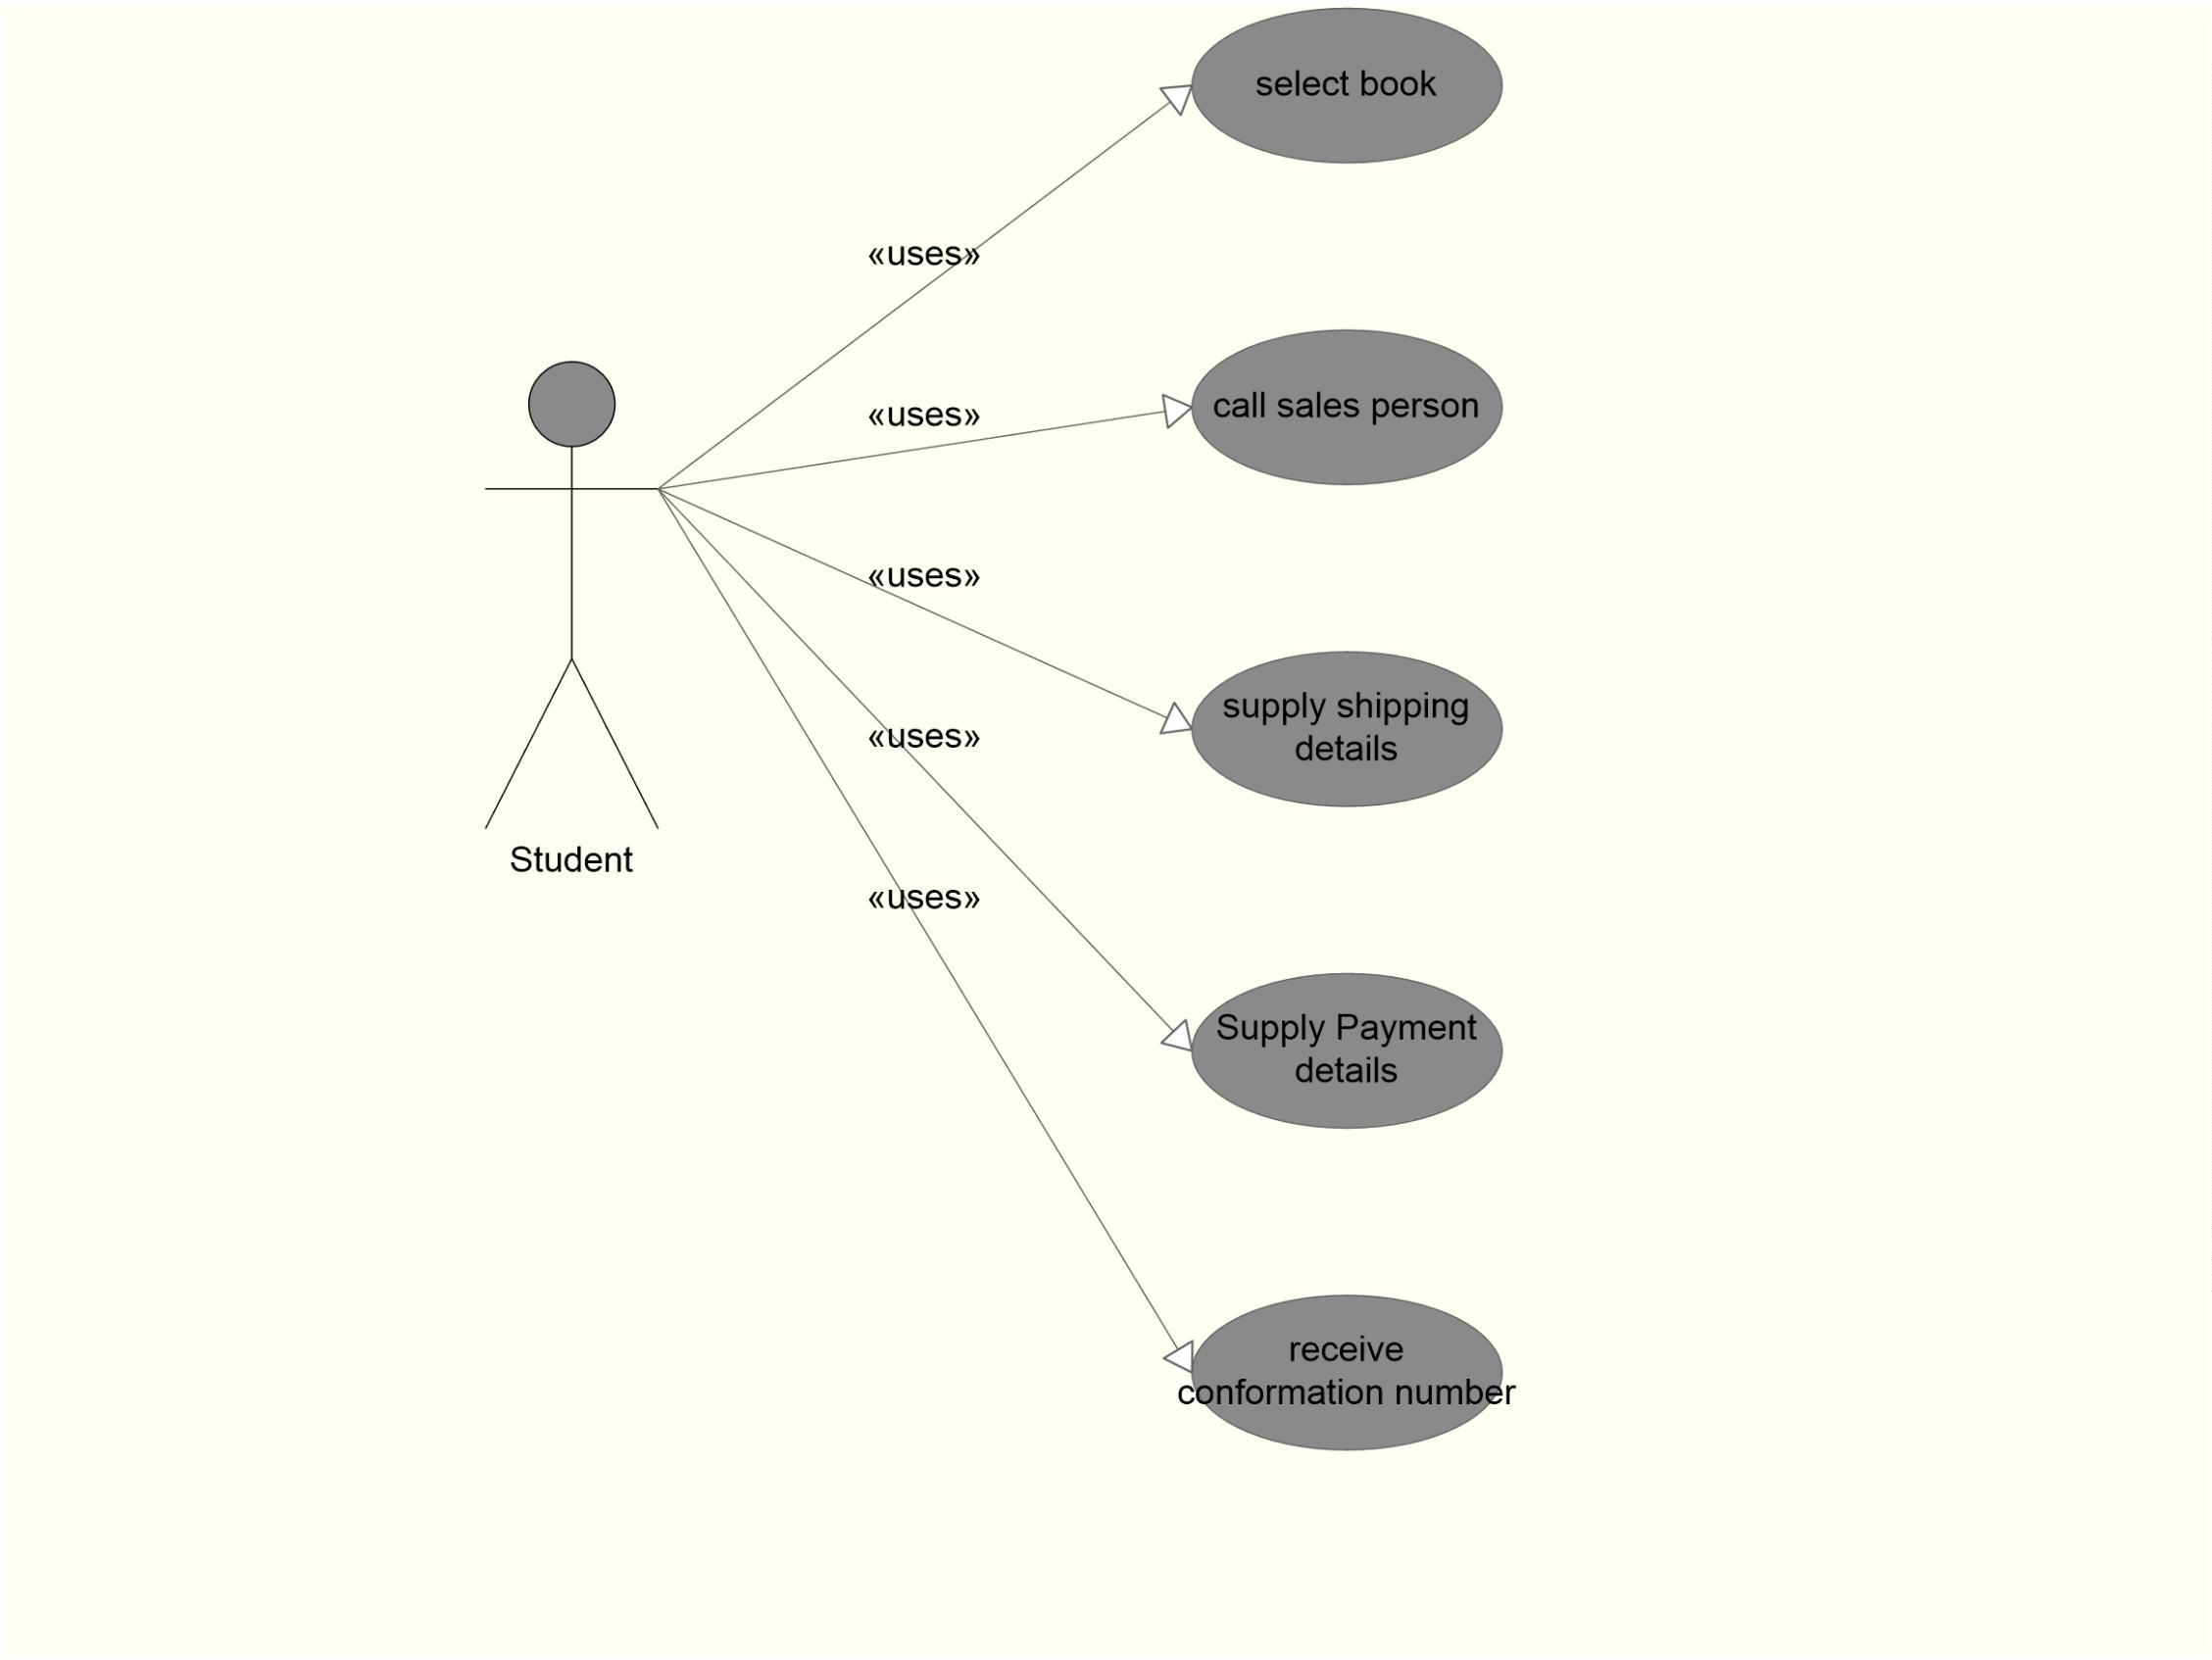 select book
«uses»
«uses»
call sales person
«uses»
supply shipping
details
«uses»
Student
«uses»
Supply Payment
details
receive
conformation number